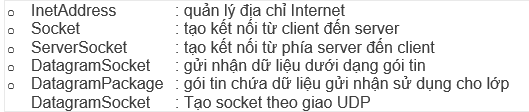 o InetAddress : quản lý địa chỉ Internet
o Socket : tạo kết nối từ client đến server
o ServerSocket : tạo kết nối từ phía server đến client
o DatagramSocket : gửi nhận dữ liệu dưới dạng gói tin
o DatagramPackage : gói tin chứa dữ liệu gửi nhận sử dụng cho lớp
DatagramSocket : Tạo socket theo giao UDP